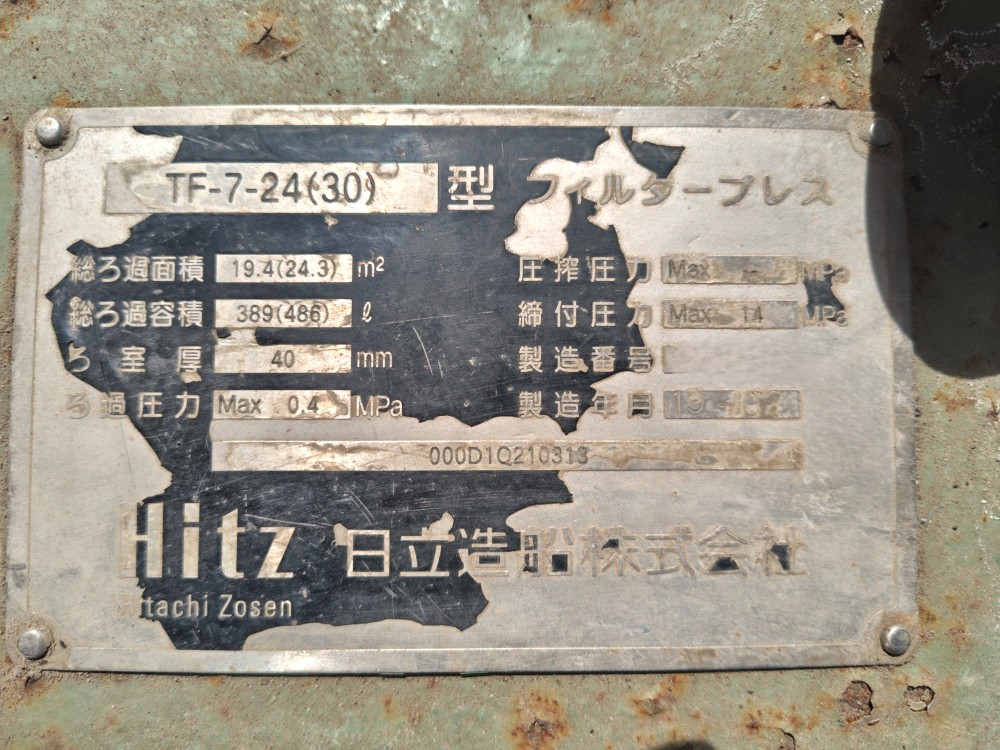 TF-7-24(30) 型 フィルタープレス
総ろ過面積 19.4(24.3) m² 圧搾圧力 Max MPa
総ろ過容積 389(486) ℓ 締付圧力 Max 14 MPa
ろ室厚 40 mm 製造番号
ろ過圧力 Max 0.4 MPa 製造年月
000D1Q210313
Hitz 日立造船株式会社
Hitachi Zosen